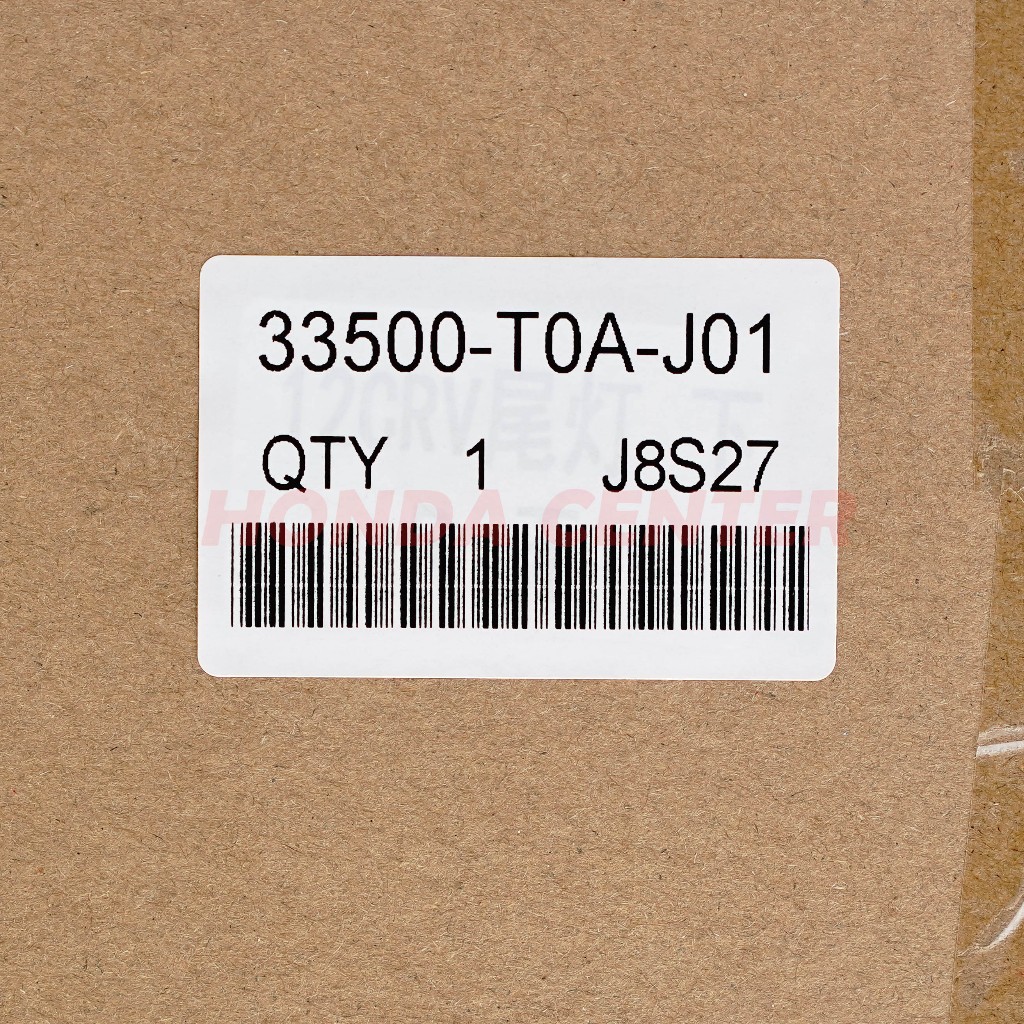 33500-T0A-J01
12CRV尾灯 下
QTY 1 J8S27
HONDA CENTER